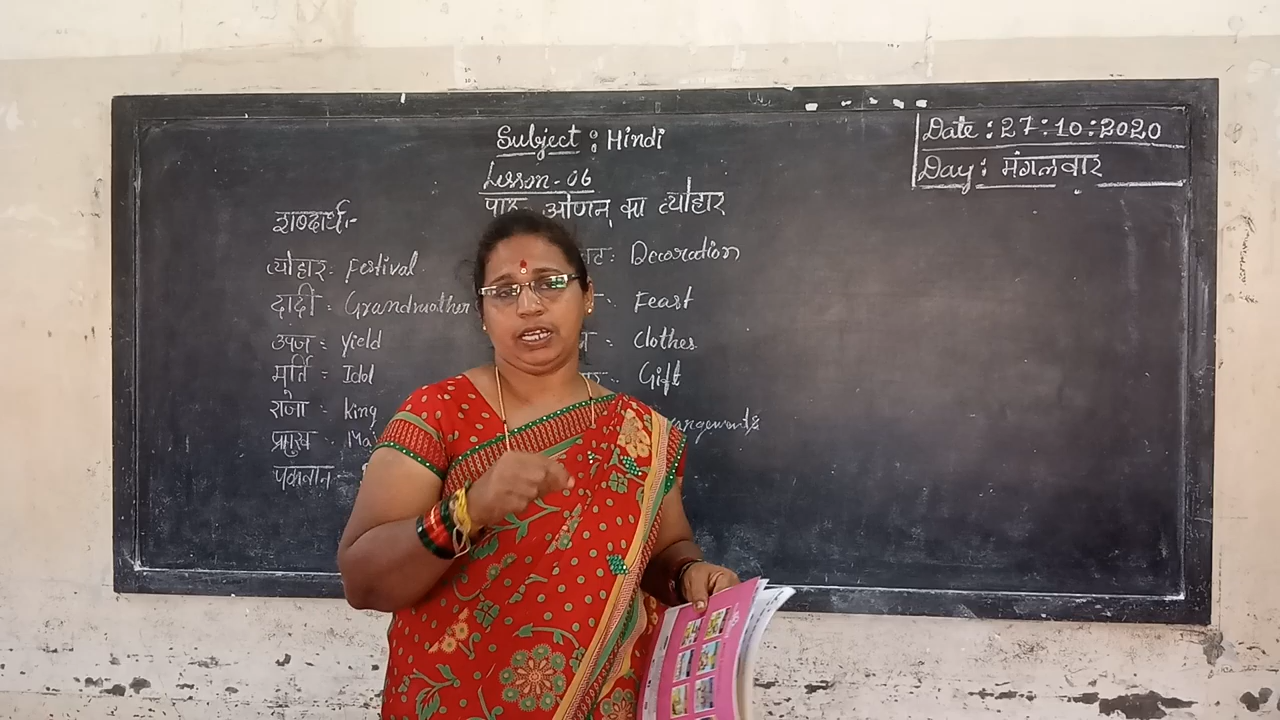 Subject : Hindi
Date : 27:10:2020
Day : मंगलवार
Lesson - 06
पाठ ओणम् का त्योहार
शब्दार्थ :-
त्योहार : Festival
दादी : Grandmother
उपज : Yield
मूर्ति : Idol
राजा : king
प्रमुख :
पकवान -
Decoration
Feast
Clothes
Gift